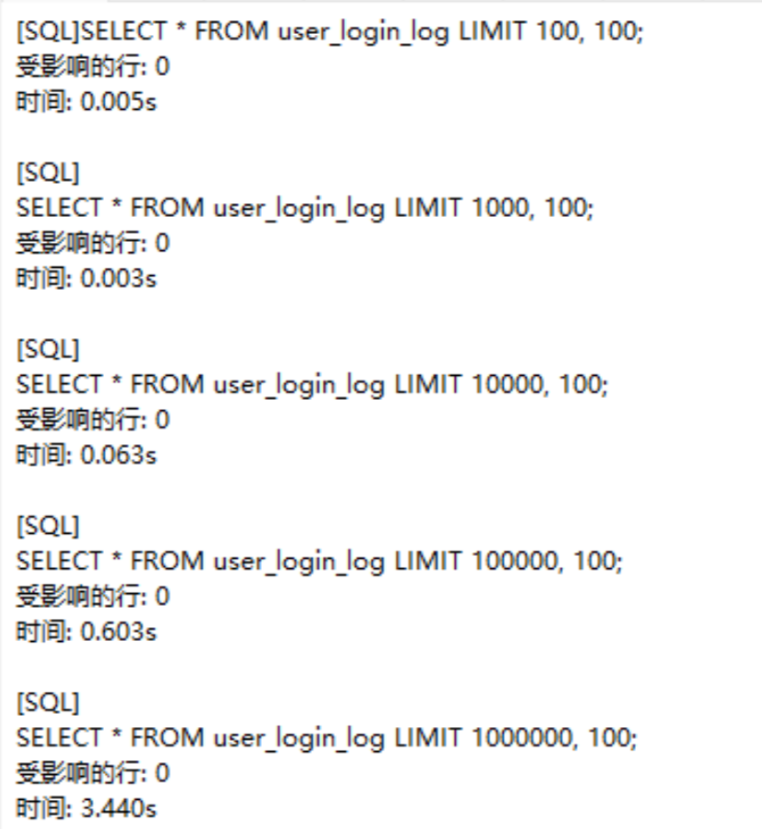 [SQL]SELECT * FROM user_login_log LIMIT 100, 100;
受影响的行: 0
时间: 0.005s
[SQL]
SELECT * FROM user_login_log LIMIT 1000, 100;
受影响的行: 0
时间: 0.003s
[SQL]
SELECT * FROM user_login_log LIMIT 10000, 100;
受影响的行: 0
时间: 0.063s
[SQL]
SELECT * FROM user_login_log LIMIT 100000, 100;
受影响的行: 0
时间: 0.603s
[SQL]
SELECT * FROM user_login_log LIMIT 1000000, 100;
受影响的行: 0
时间: 3.440s